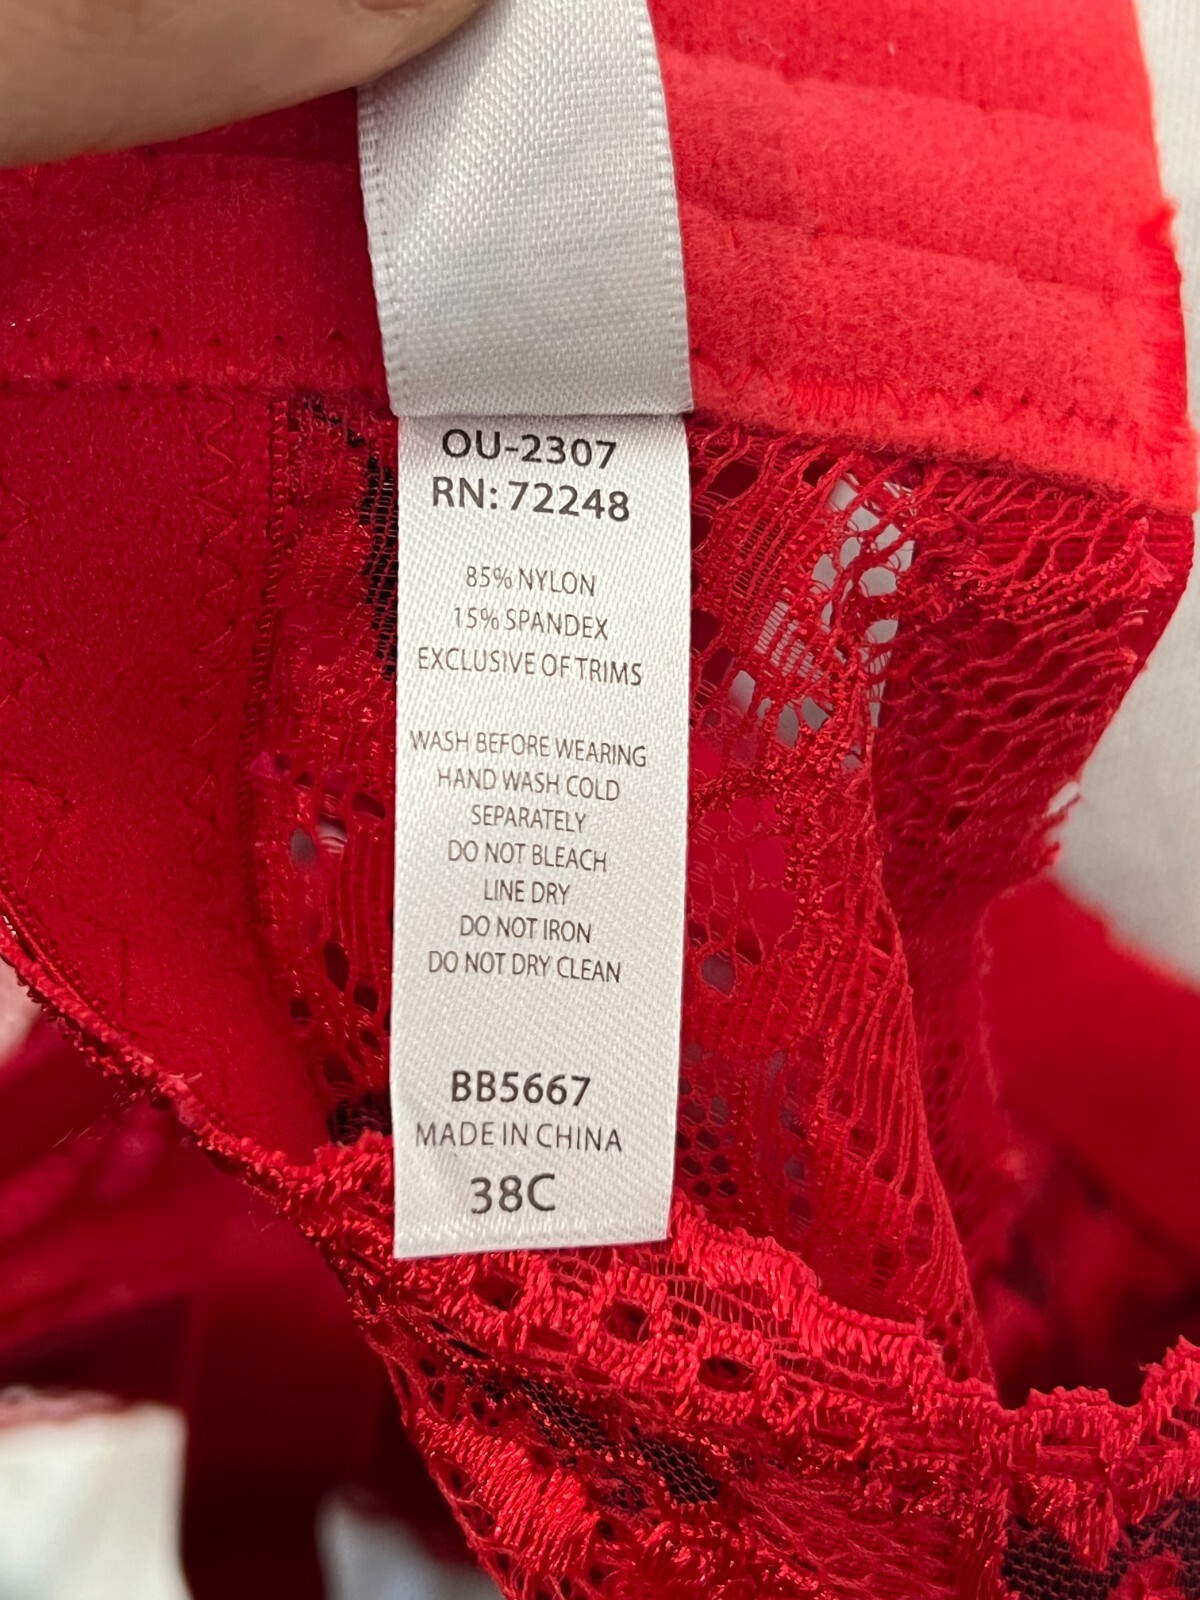 OU-2307
RN: 72248
85% NYLON
15% SPANDEX
EXCLUSIVE OF TRIMS
WASH BEFORE WEARING
HAND WASH COLD
SEPARATELY
DO NOT BLEACH
LINE DRY
DO NOT IRON
DO NOT DRY CLEAN
BB5667
MADE IN CHINA
38C